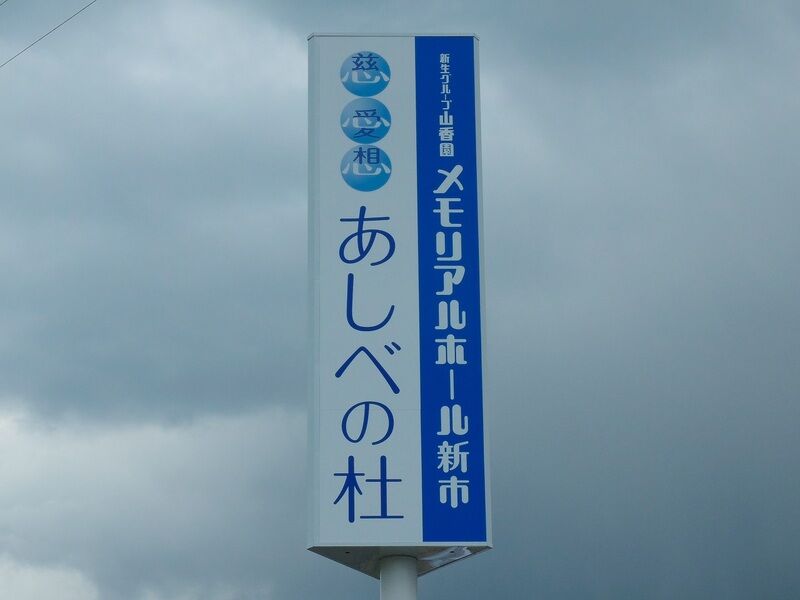 新生グループ山香園
メモリアルホール新市
慈
愛
想
あしべの杜